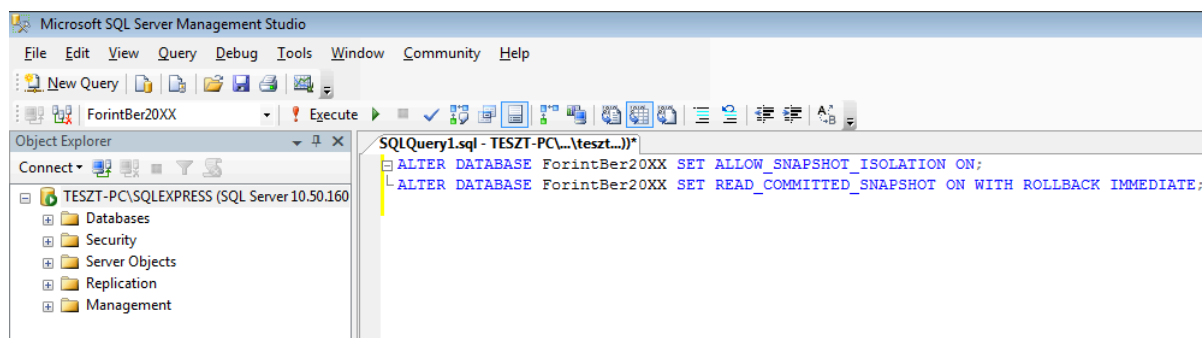 Microsoft SQL Server Management Studio
File Edit View Query Debug Tools Window Community Help
New Query
ForintBer20XX Execute
Object Explorer
SQLQuery1.sql - TESZT-PC\...\teszt...))*
Connect
ALTER DATABASE ForintBer20XX SET ALLOW_SNAPSHOT_ISOLATION ON;
ALTER DATABASE ForintBer20XX SET READ_COMMITTED_SNAPSHOT ON WITH ROLLBACK IMMEDIATE;
TESZT-PC\SQLEXPRESS (SQL Server 10.50.160
Databases
Security
Server Objects
Replication
Management